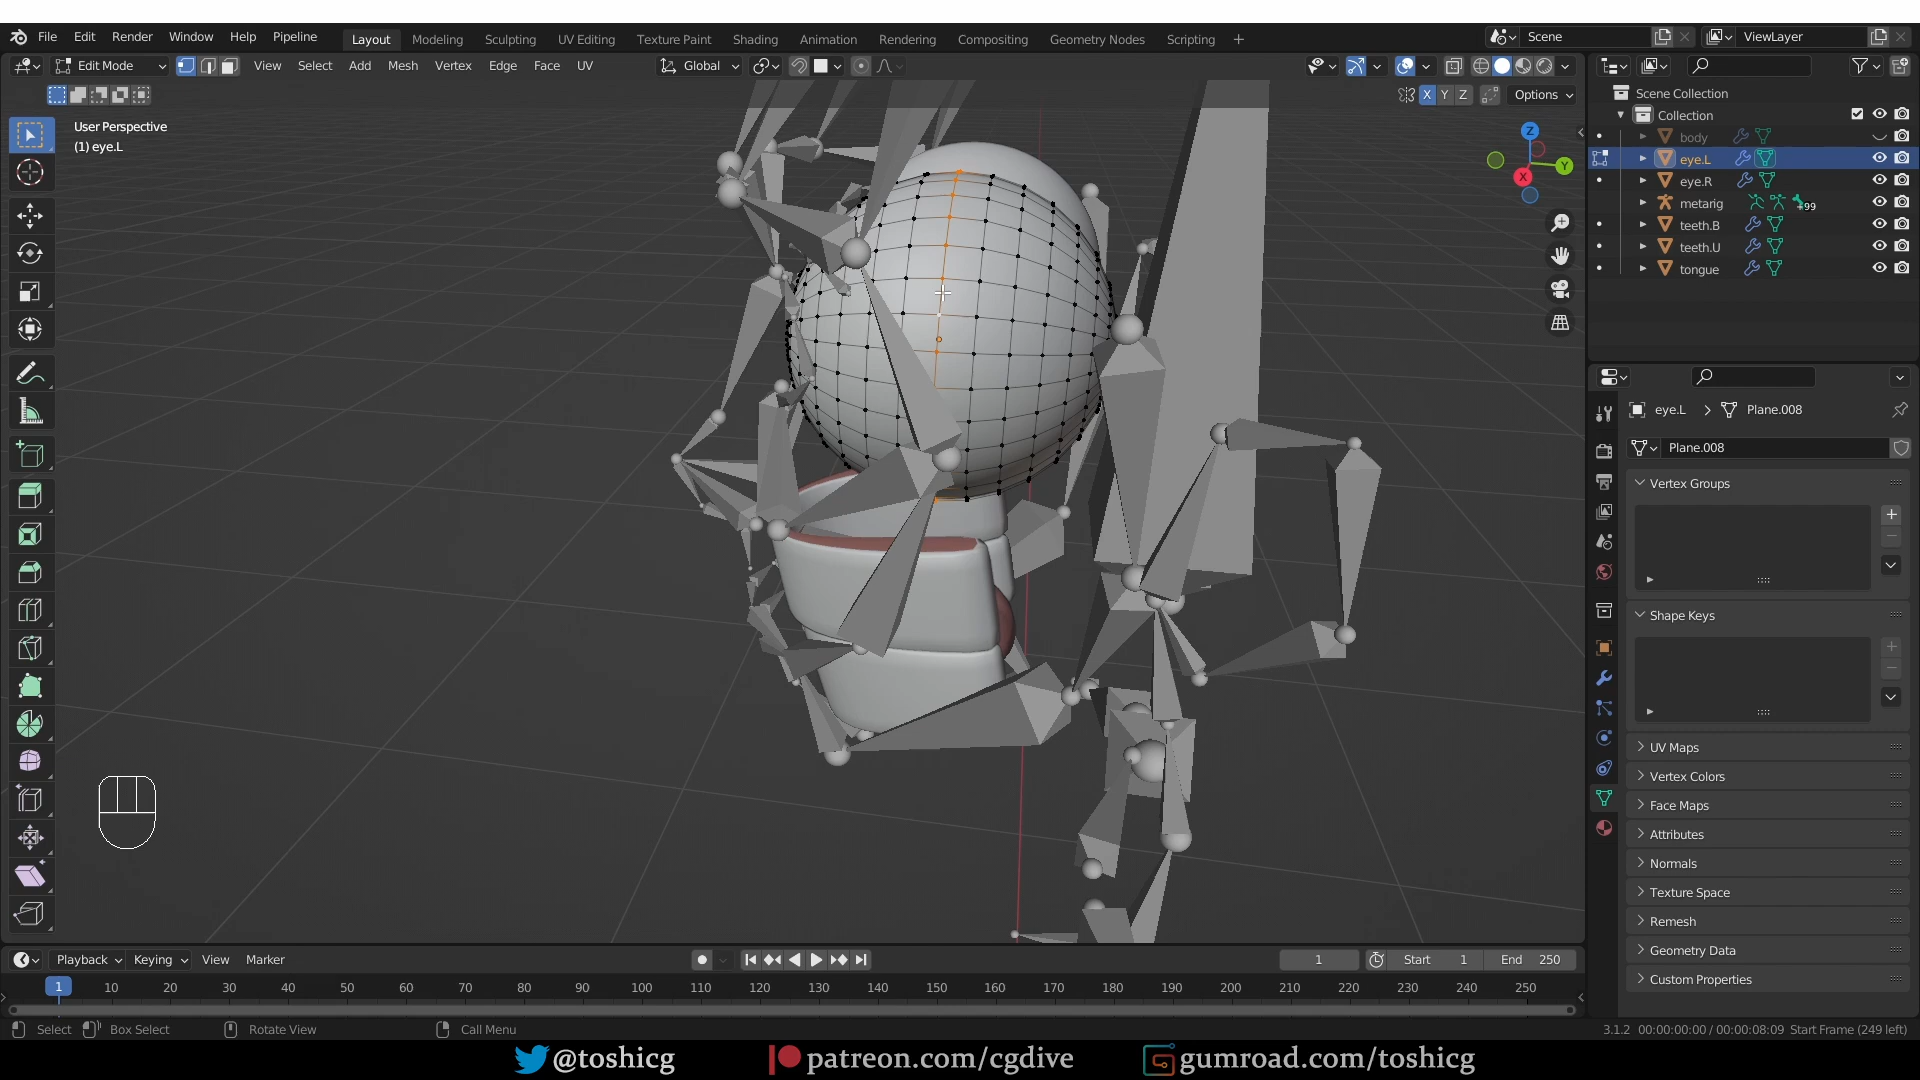 File Edit Render Window Help Pipeline Layout Modeling Sculpting UV Editing Texture Paint Shading Animation Rendering Compositing Geometry Nodes Scripting + Scene ViewLayer
Edit Mode View Select Add Mesh Vertex Edge Face UV Global
X Y Z Options
User Perspective
(1) eye.L
Z
Y
X
Scene Collection
Collection
body
eye.L
eye.R
metarig 99
teeth.B
teeth.U
tongue
eye.L > Plane.008
Plane.008
Vertex Groups
Shape Keys
UV Maps
Vertex Colors
Face Maps
Attributes
Normals
Texture Space
Remesh
Geometry Data
Custom Properties
Playback Keying View Marker 1 Start 1 End 250
1 10 20 30 40 50 60 70 80 90 100 110 120 130 140 150 160 170 180 190 200 210 220 230 240 250
Select Box Select Rotate View Call Menu 3.1.2 00:00:00:00 / 00:00:08:09 Start Frame (249 left)
@toshicg patreon.com/cgdive gumroad.com/toshicg